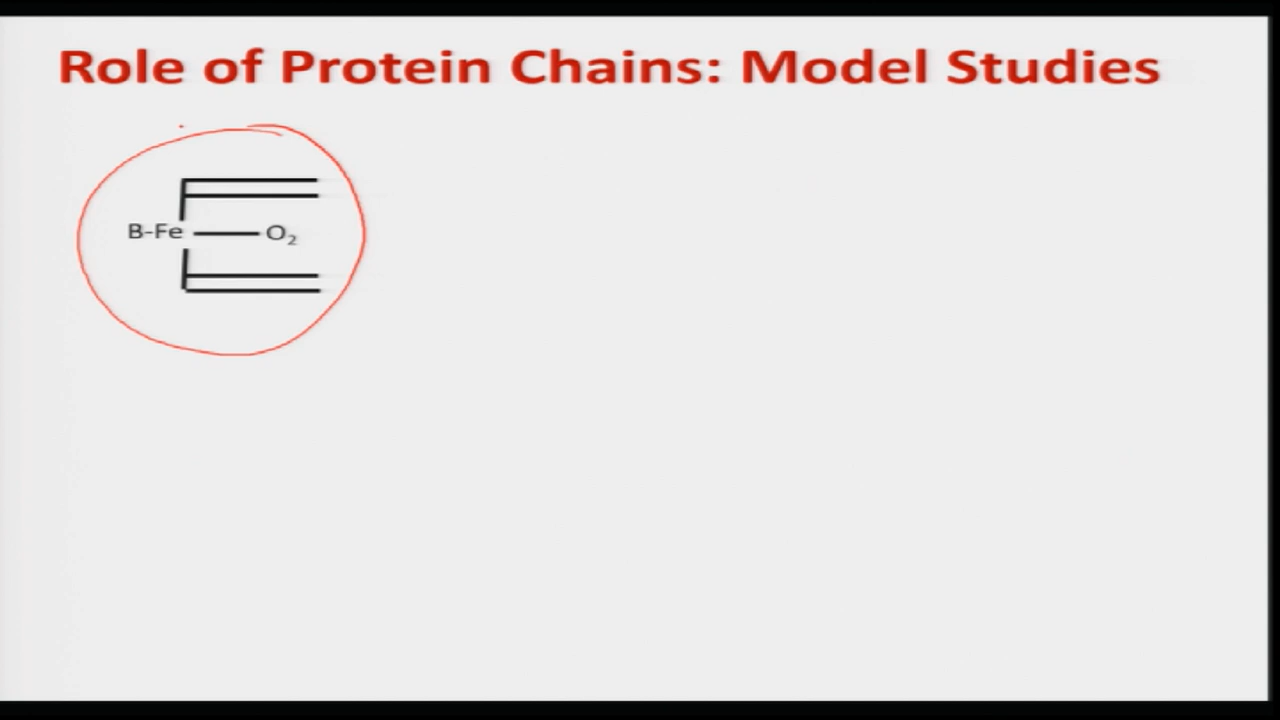 Role of Protein Chains: Model Studies
B-Fe — O₂